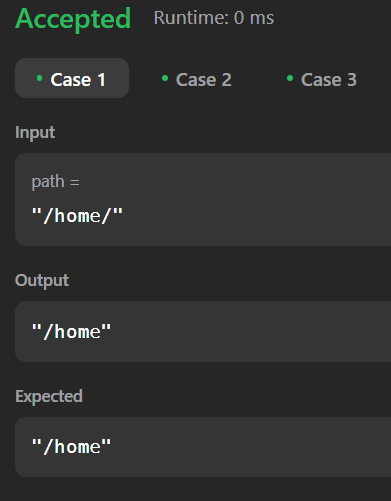 Accepted Runtime: 0 ms
Case 1 Case 2 Case 3
Input
path =
"/home/"
Output
"/home"
Expected
"/home"